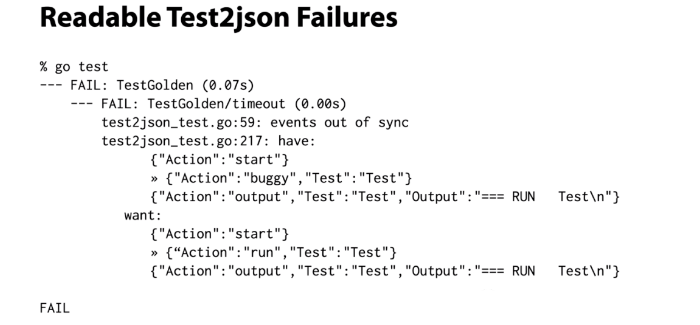 Readable Test2json Failures
% go test
--- FAIL: TestGolden (0.07s)
--- FAIL: TestGolden/timeout (0.00s)
test2json_test.go:59: events out of sync
test2json_test.go:217: have:
{"Action":"start"}
» {"Action":"buggy","Test":"Test"}
{"Action":"output","Test":"Test","Output":"=== RUN   Test\n"}
want:
{"Action":"start"}
» {“Action":"run","Test":"Test"}
{"Action":"output","Test":"Test","Output":"=== RUN   Test\n"}
FAIL